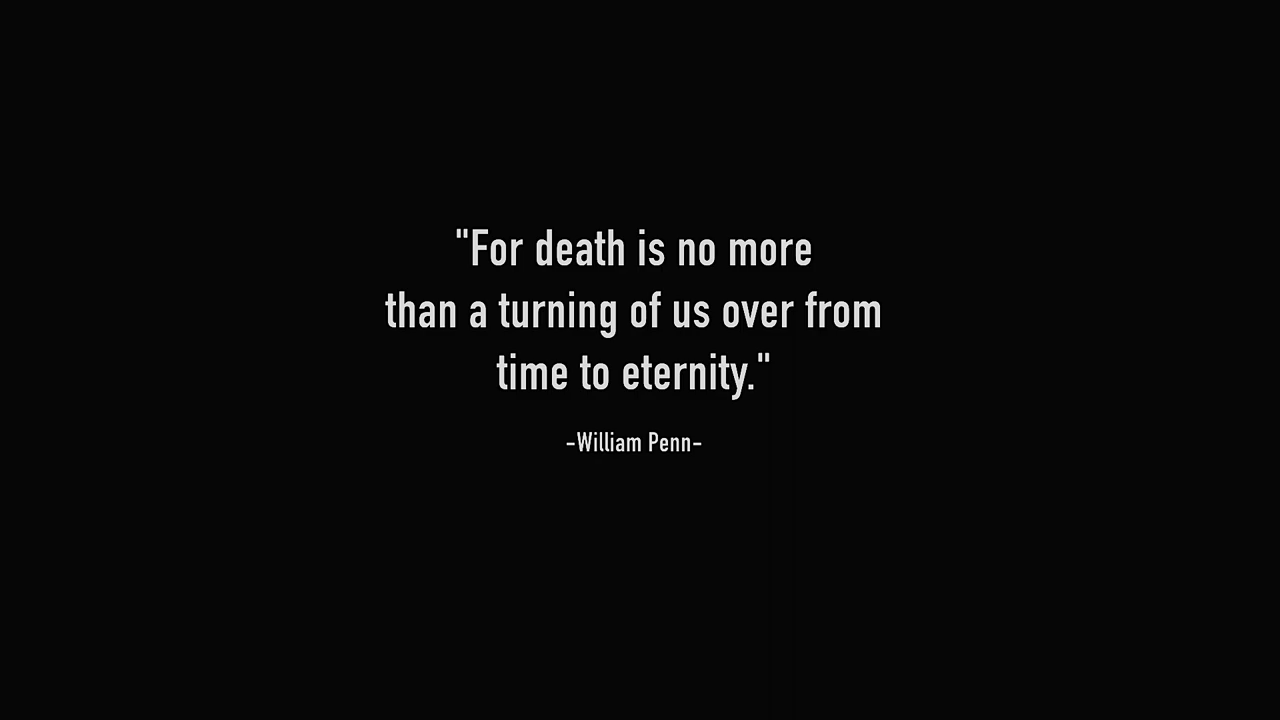 "For death is no more
than a turning of us over from
time to eternity."
-William Penn-